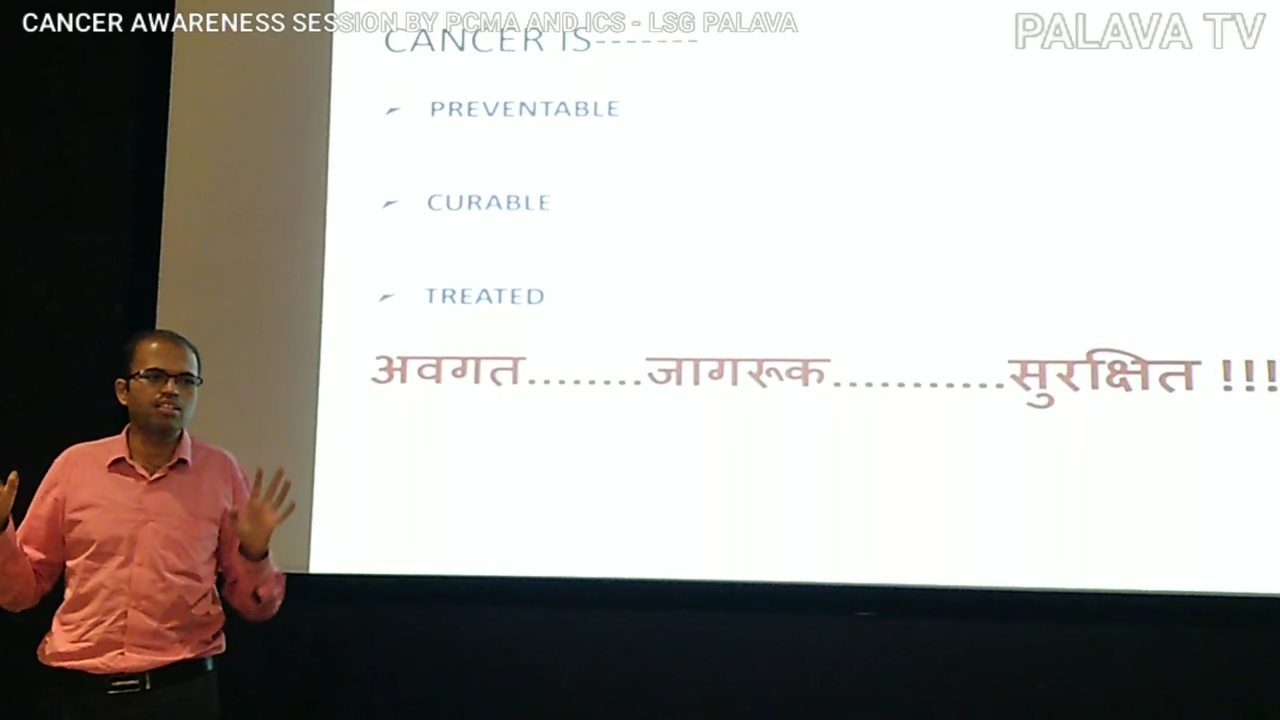 CANCER AWARENESS SESSION BY PCMA AND ICS - LSG PALAVA
PALAVA TV
CANCER IS-------
➢ PREVENTABLE
➢ CURABLE
➢ TREATED
अवगत........जागरूक...........सुरक्षित !!!